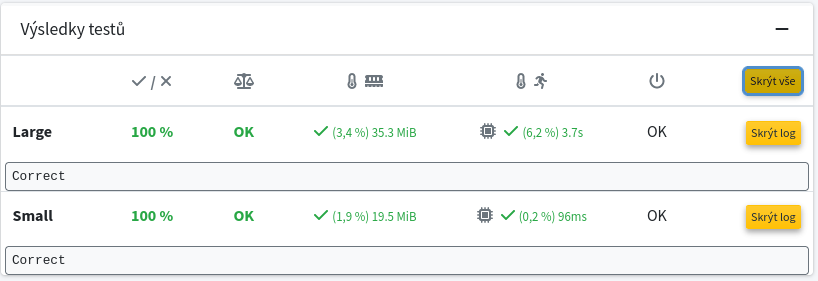 Výsledky testů
/
Skrýt vše
Large 100 % OK (3,4 %) 35.3 MiB (6,2 %) 3.7s OK Skrýt log
Correct
Small 100 % OK (1,9 %) 19.5 MiB (0,2 %) 96ms OK Skrýt log
Correct